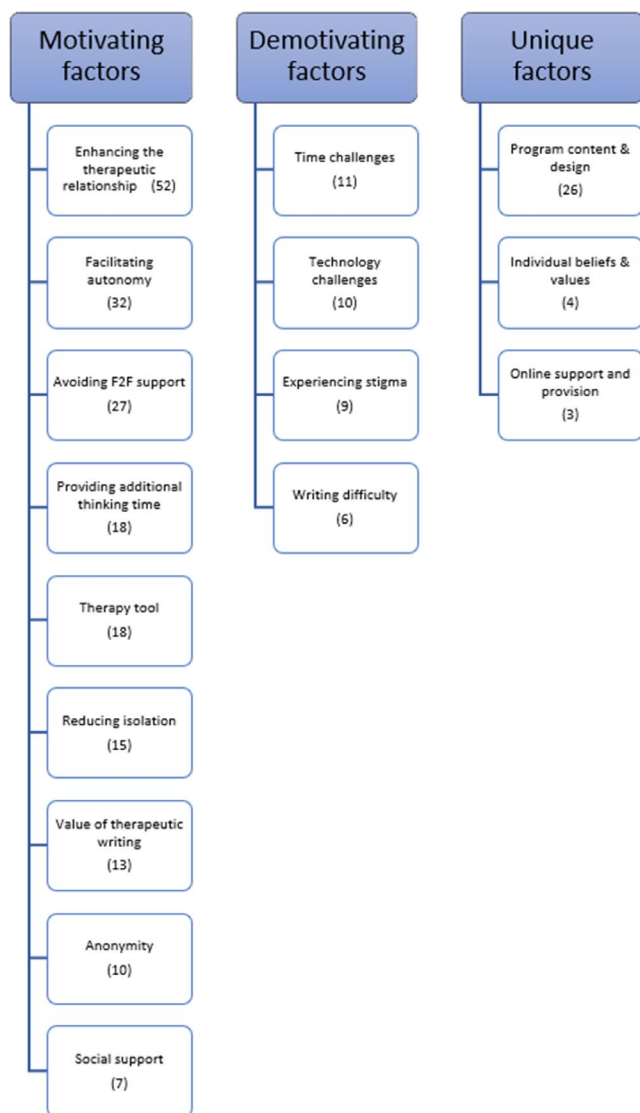 Motivating
factors
Enhancing the
therapeutic
relationship (52)
Facilitating
autonomy
(32)
Avoiding F2F support
(27)
Providing additional
thinking time
(18)
Therapy tool
(18)
Reducing isolation
(15)
Value of therapeutic
writing
(13)
Anonymity
(10)
Social support
(7)
Demotivating
factors
Time challenges
(11)
Technology
challenges
(10)
Experiencing stigma
(9)
Writing difficulty
(6)
Unique
factors
Program content &
design
(26)
Individual beliefs &
values
(4)
Online support and
provision
(3)